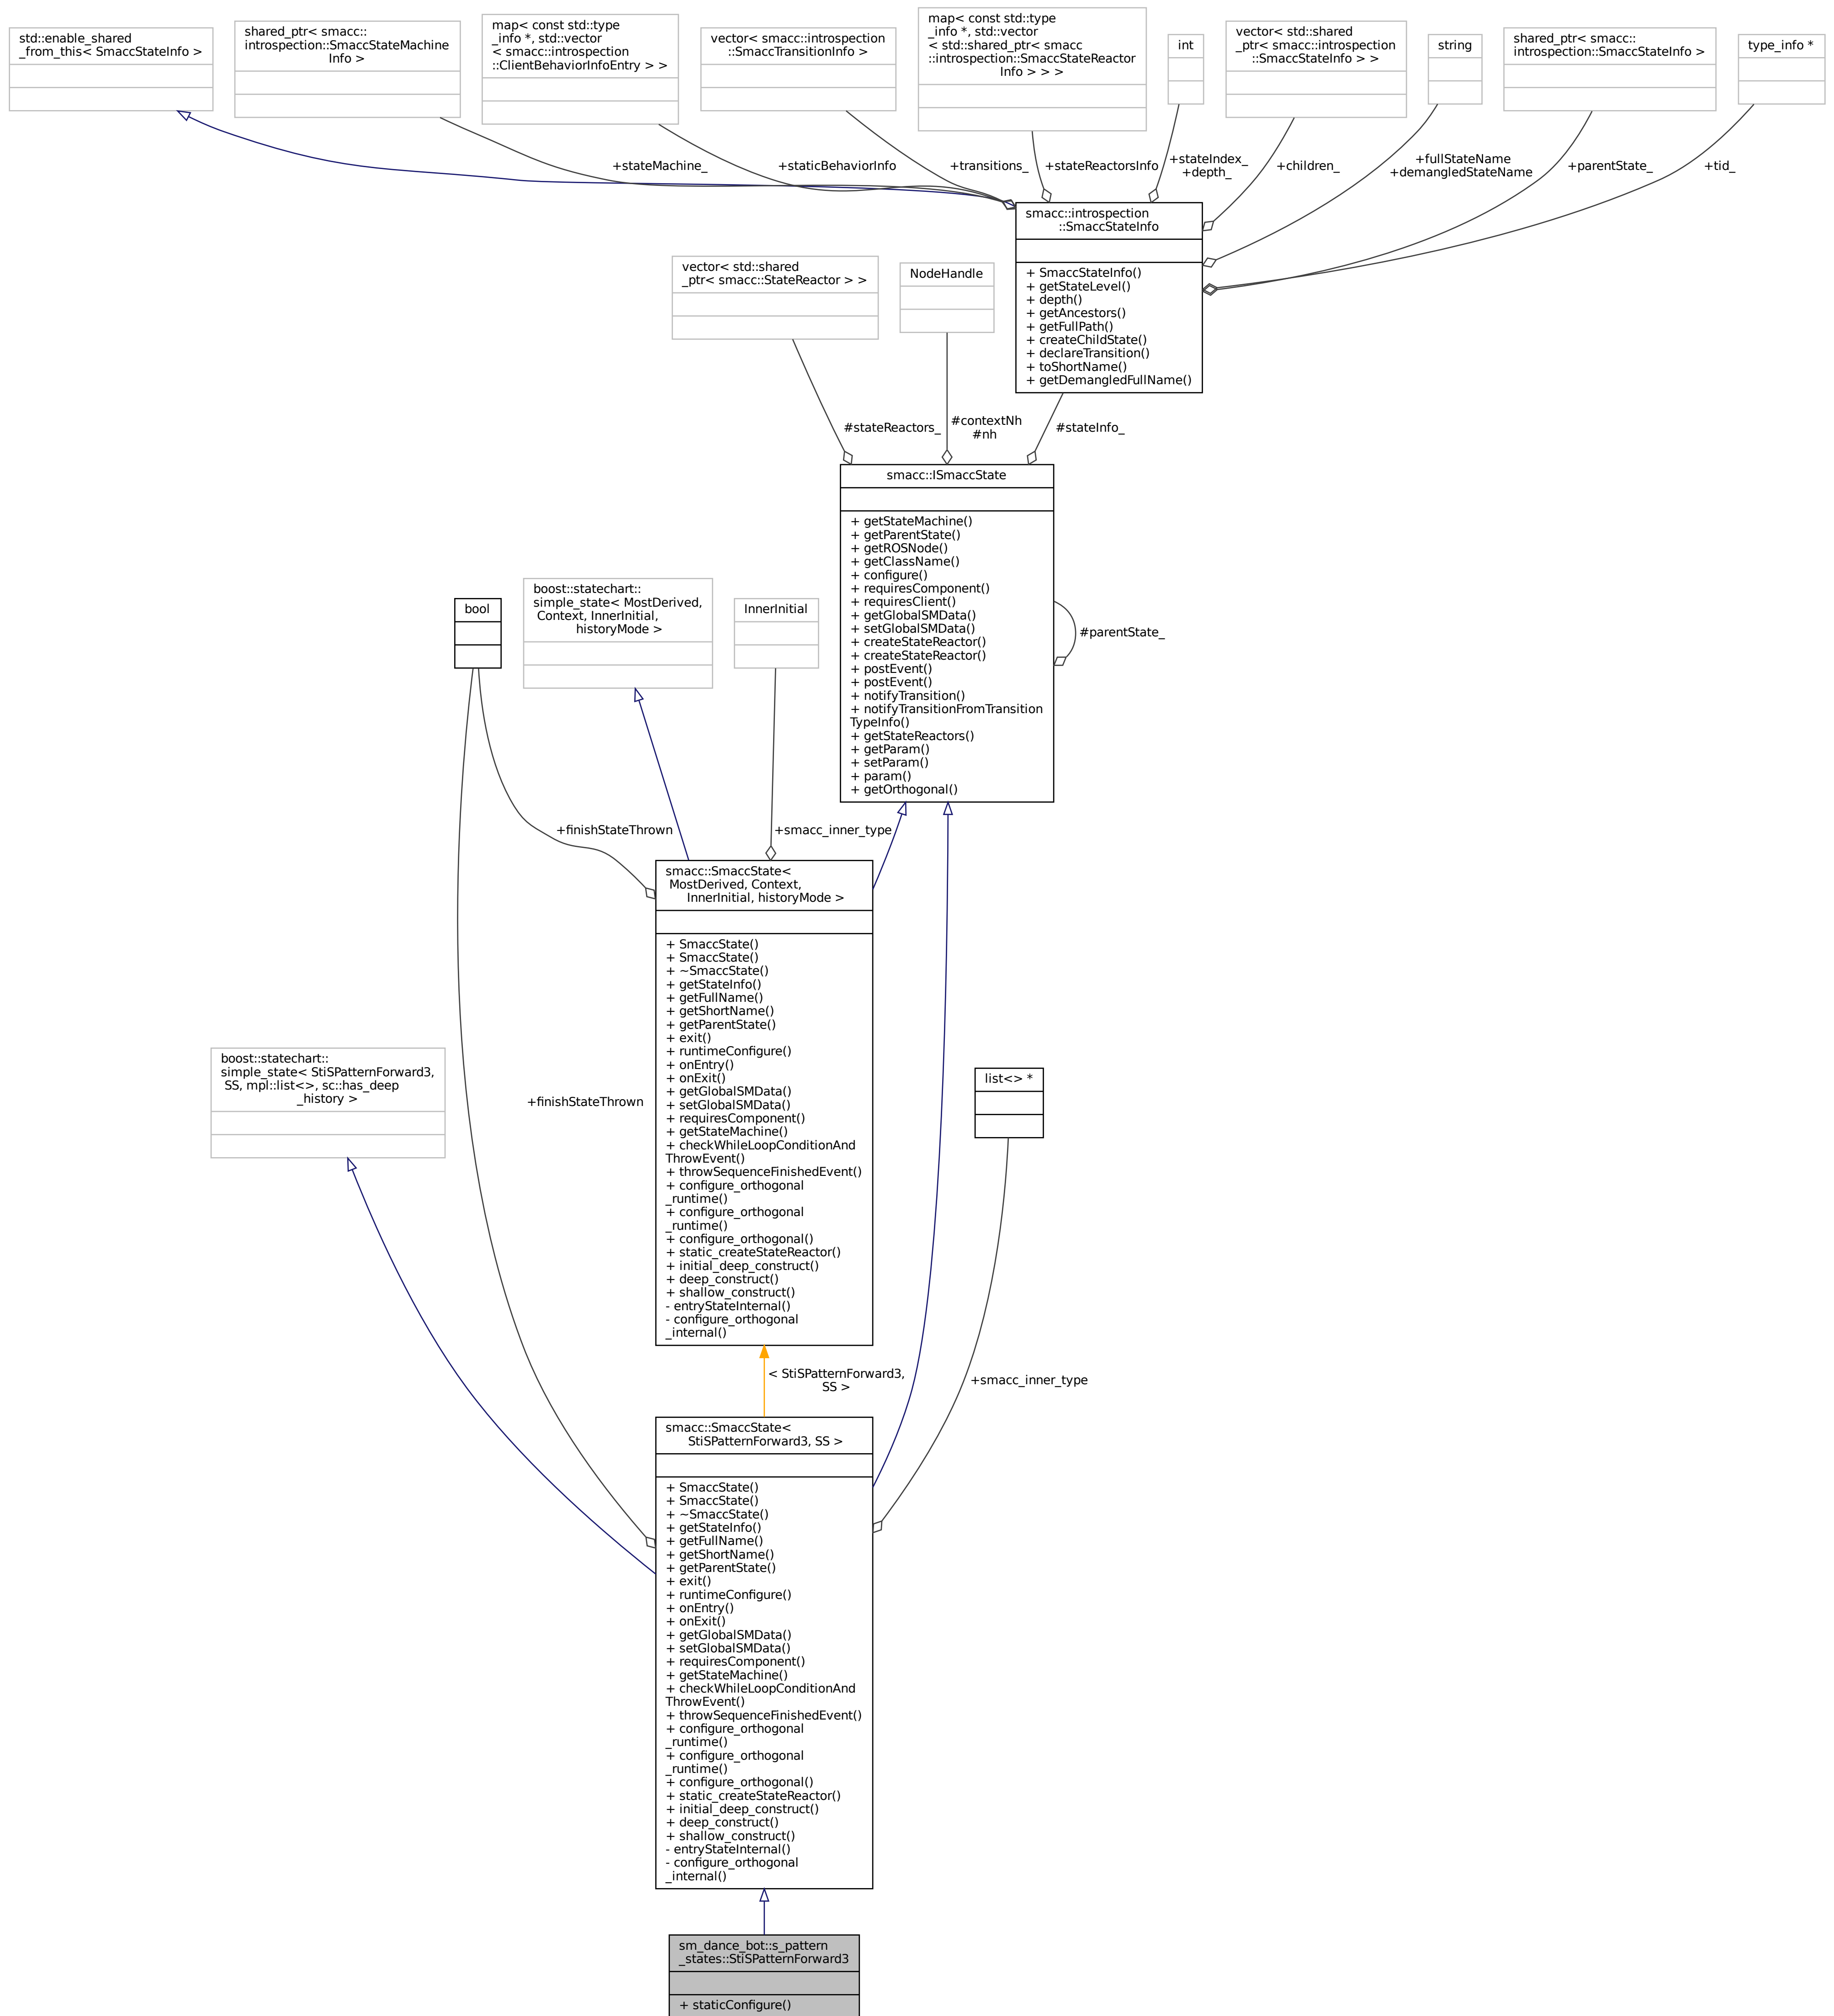 std::enable_shared
_from_this< SmaccStateInfo >
shared_ptr< smacc::
introspection::SmaccStateMachine
Info >
map< const std::type
_info *, std::vector
< smacc::introspection
::ClientBehaviorInfoEntry > >
vector< smacc::introspection
::SmaccTransitionInfo >
map< const std::type
_info *, std::vector
< std::shared_ptr< smacc
::introspection::SmaccStateReactor
Info > > >
int
vector< std::shared
_ptr< smacc::introspection
::SmaccStateInfo > >
string
shared_ptr< smacc::
introspection::SmaccStateInfo >
type_info *
+stateMachine_
+staticBehaviorInfo
+transitions_
+stateReactorsInfo
+stateIndex_
+depth_
+children_
+fullStateName
+demangledStateName
+parentState_
+tid_
smacc::introspection
::SmaccStateInfo
+ SmaccStateInfo()
+ getStateLevel()
+ depth()
+ getAncestors()
+ getFullPath()
+ createChildState()
+ declareTransition()
+ toShortName()
+ getDemangledFullName()
vector< std::shared
_ptr< smacc::StateReactor > >
NodeHandle
#stateReactors_
#contextNh
#nh
#stateInfo_
smacc::ISmaccState
+ getStateMachine()
+ getParentState()
+ getROSNode()
+ getClassName()
+ configure()
+ requiresComponent()
+ requiresClient()
+ getGlobalSMData()
+ setGlobalSMData()
+ createStateReactor()
+ createStateReactor()
+ postEvent()
+ postEvent()
+ notifyTransition()
+ notifyTransitionFromTransition
TypeInfo()
+ getStateReactors()
+ getParam()
+ setParam()
+ param()
+ getOrthogonal()
#parentState_
bool
boost::statechart::
simple_state< MostDerived,
Context, InnerInitial,
historyMode >
InnerInitial
+finishStateThrown
+smacc_inner_type
smacc::SmaccState<
MostDerived, Context,
InnerInitial, historyMode >
+ SmaccState()
+ SmaccState()
+ ~SmaccState()
+ getStateInfo()
+ getFullName()
+ getShortName()
+ getParentState()
+ exit()
+ runtimeConfigure()
+ onEntry()
+ onExit()
+ getGlobalSMData()
+ setGlobalSMData()
+ requiresComponent()
+ getStateMachine()
+ checkWhileLoopConditionAnd
ThrowEvent()
+ throwSequenceFinishedEvent()
+ configure_orthogonal
_runtime()
+ configure_orthogonal
_runtime()
+ configure_orthogonal()
+ static_createStateReactor()
+ initial_deep_construct()
+ deep_construct()
+ shallow_construct()
- entryStateInternal()
- configure_orthogonal
_internal()
boost::statechart::
simple_state< StiSPatternForward3,
SS, mpl::list<>, sc::has_deep
_history >
+finishStateThrown
list<> *
< StiSPatternForward3,
SS >
+smacc_inner_type
smacc::SmaccState<
StiSPatternForward3, SS >
+ SmaccState()
+ SmaccState()
+ ~SmaccState()
+ getStateInfo()
+ getFullName()
+ getShortName()
+ getParentState()
+ exit()
+ runtimeConfigure()
+ onEntry()
+ onExit()
+ getGlobalSMData()
+ setGlobalSMData()
+ requiresComponent()
+ getStateMachine()
+ checkWhileLoopConditionAnd
ThrowEvent()
+ throwSequenceFinishedEvent()
+ configure_orthogonal
_runtime()
+ configure_orthogonal
_runtime()
+ configure_orthogonal()
+ static_createStateReactor()
+ initial_deep_construct()
+ deep_construct()
+ shallow_construct()
- entryStateInternal()
- configure_orthogonal
_internal()
sm_dance_bot::s_pattern
_states::StiSPatternForward3
+ staticConfigure()